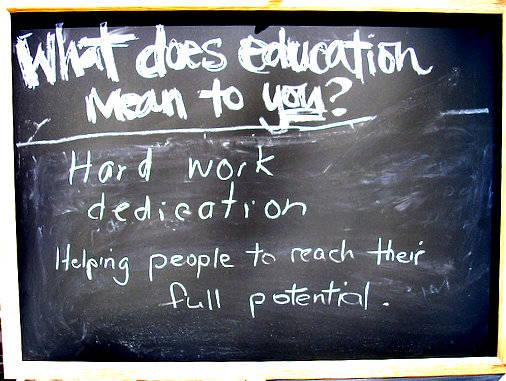 What does education
mean to you?
Hard work
dedication
Helping people to reach their
full potential.